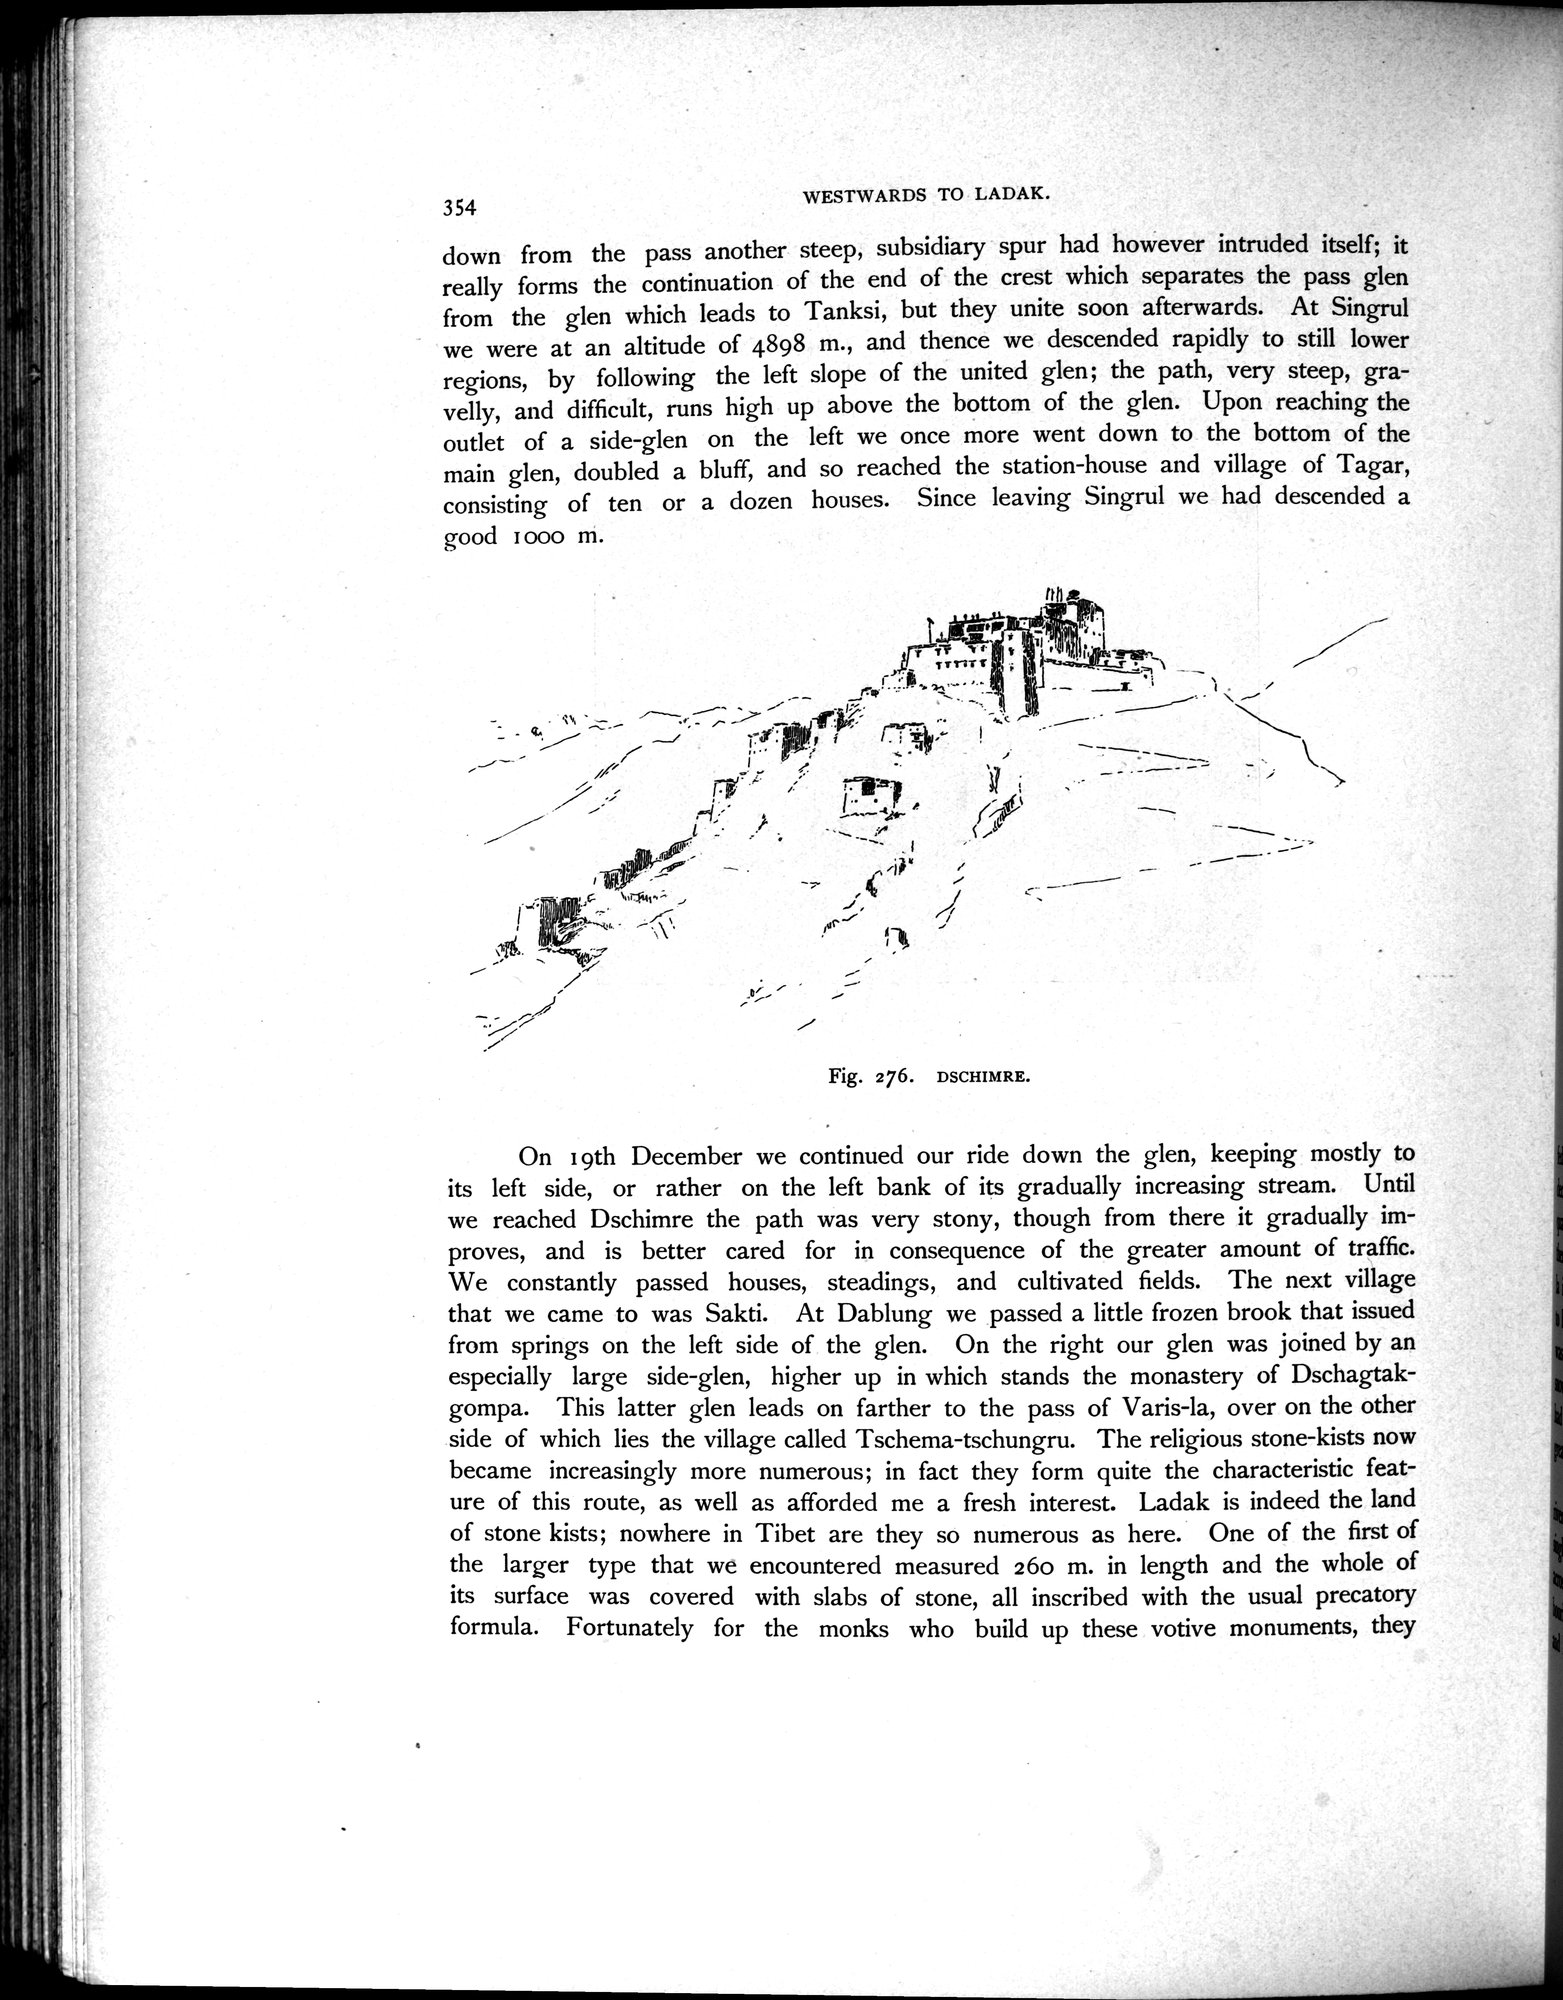 354
WESTWARDS TO LADAK.
down from the pass another steep, subsidiary spur had however intruded itself; it
really forms the continuation of the end of the crest which separates the pass glen
from the glen which leads to Tanksi, but they unite soon afterwards. At Singrul
we were at an altitude of 4898 m., and thence we descended rapidly to still lower
regions, by following the left slope of the united glen; the path, very steep, gra-
velly, and difficult, runs high up above the bottom of the glen. Upon reaching the
outlet of a side-glen on the left we once more went down to the bottom of the
main glen, doubled a bluff, and so reached the station-house and village of Tagar,
consisting of ten or a dozen houses. Since leaving Singrul we had descended a
good 1000 m.
Fig. 276. DSCHIMRE.
On 19th December we continued our ride down the glen, keeping mostly to
its left side, or rather on the left bank of its gradually increasing stream. Until
we reached Dschimre the path was very stony, though from there it gradually im-
proves, and is better cared for in consequence of the greater amount of traffic.
We constantly passed houses, steadings, and cultivated fields. The next village
that we came to was Sakti. At Dablung we passed a little frozen brook that issued
from springs on the left side of the glen. On the right our glen was joined by an
especially large side-glen, higher up in which stands the monastery of Dschagtak-
gompa. This latter glen leads on farther to the pass of Varis-la, over on the other
side of which lies the village called Tschema-tschungru. The religious stone-kists now
became increasingly more numerous; in fact they form quite the characteristic feat-
ure of this route, as well as afforded me a fresh interest. Ladak is indeed the land
of stone kists; nowhere in Tibet are they so numerous as here. One of the first of
the larger type that we encountered measured 260 m. in length and the whole of
its surface was covered with slabs of stone, all inscribed with the usual precatory
formula. Fortunately for the monks who build up these votive monuments, they